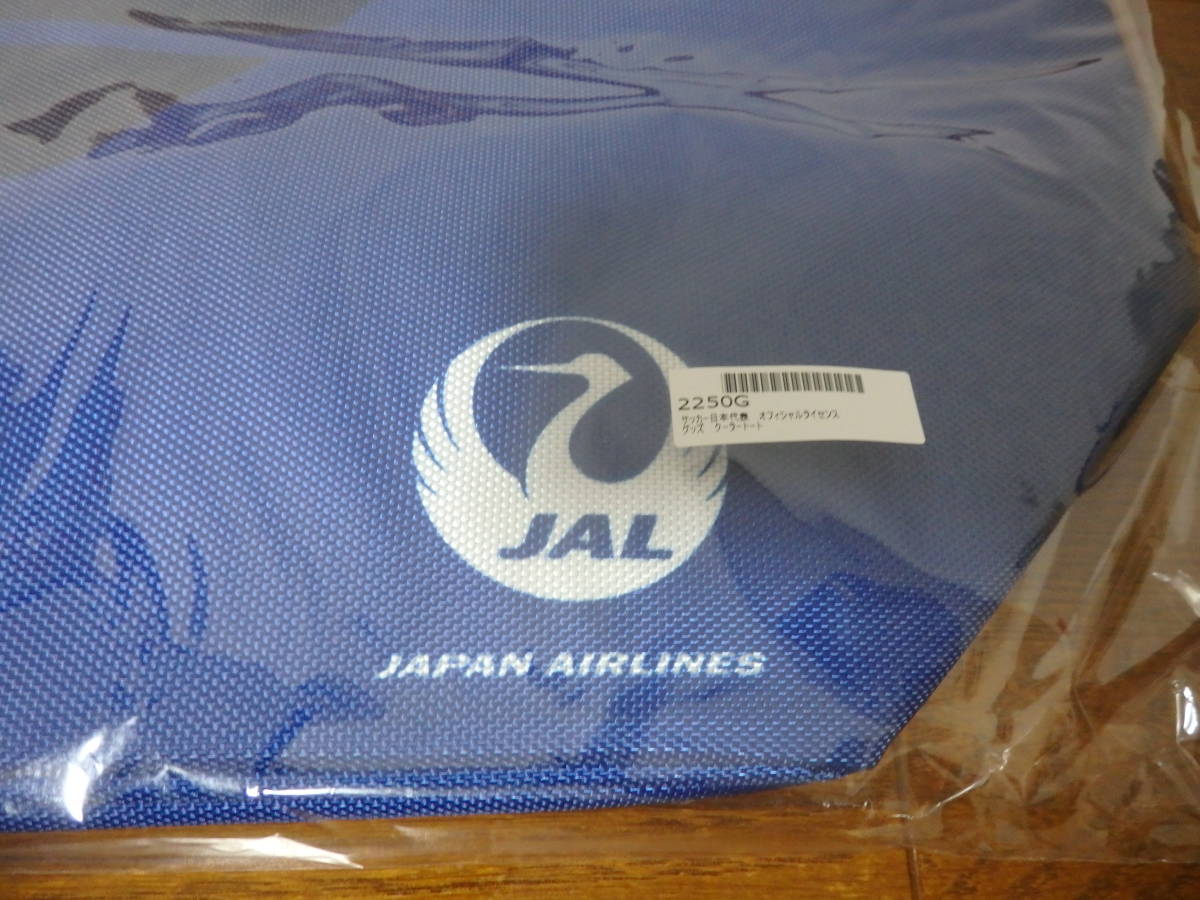 2250G
サッカー日本代表　オフィシャルライセンス
グッズ　クーラートート
JAL
JAPAN AIRLINES